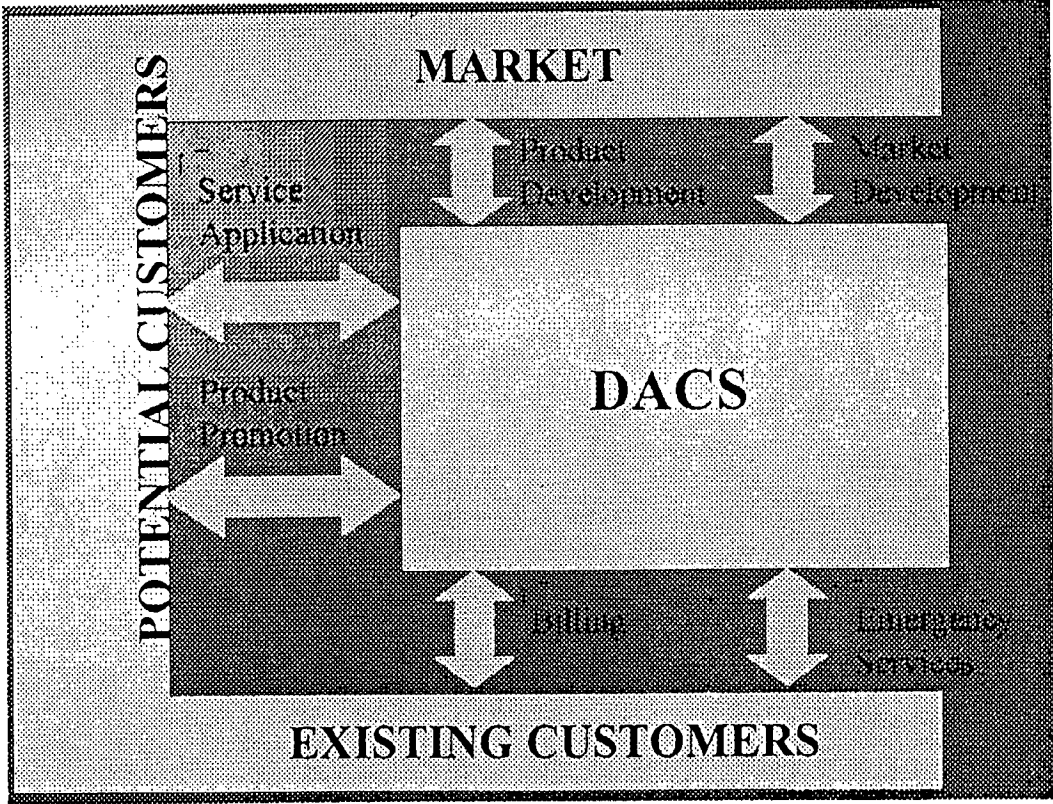 MARKET
POTENTIAL CUSTOMERS
Service
Application
Product
Development
Market
Development
Product
Promotion
DACS
Billing
Emergency
Services
EXISTING CUSTOMERS